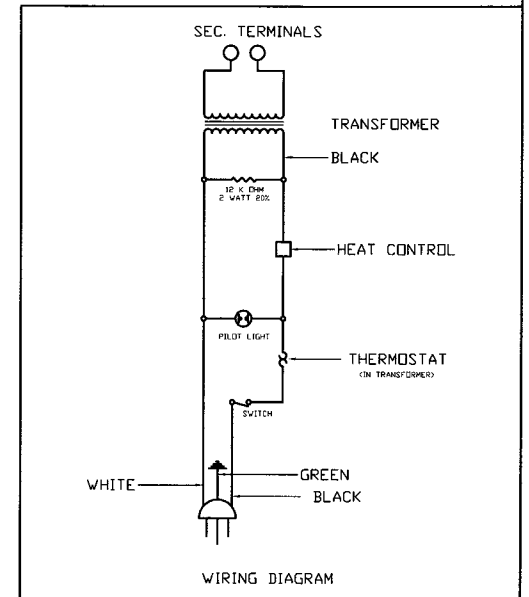 SEC. TERMINALS
TRANSFORMER
BLACK
12 K OHM
2 WATT 20%
HEAT CONTROL
PILOT LIGHT
THERMOSTAT
(IN TRANSFORMER)
SWITCH
GREEN
WHITE
BLACK
WIRING DIAGRAM